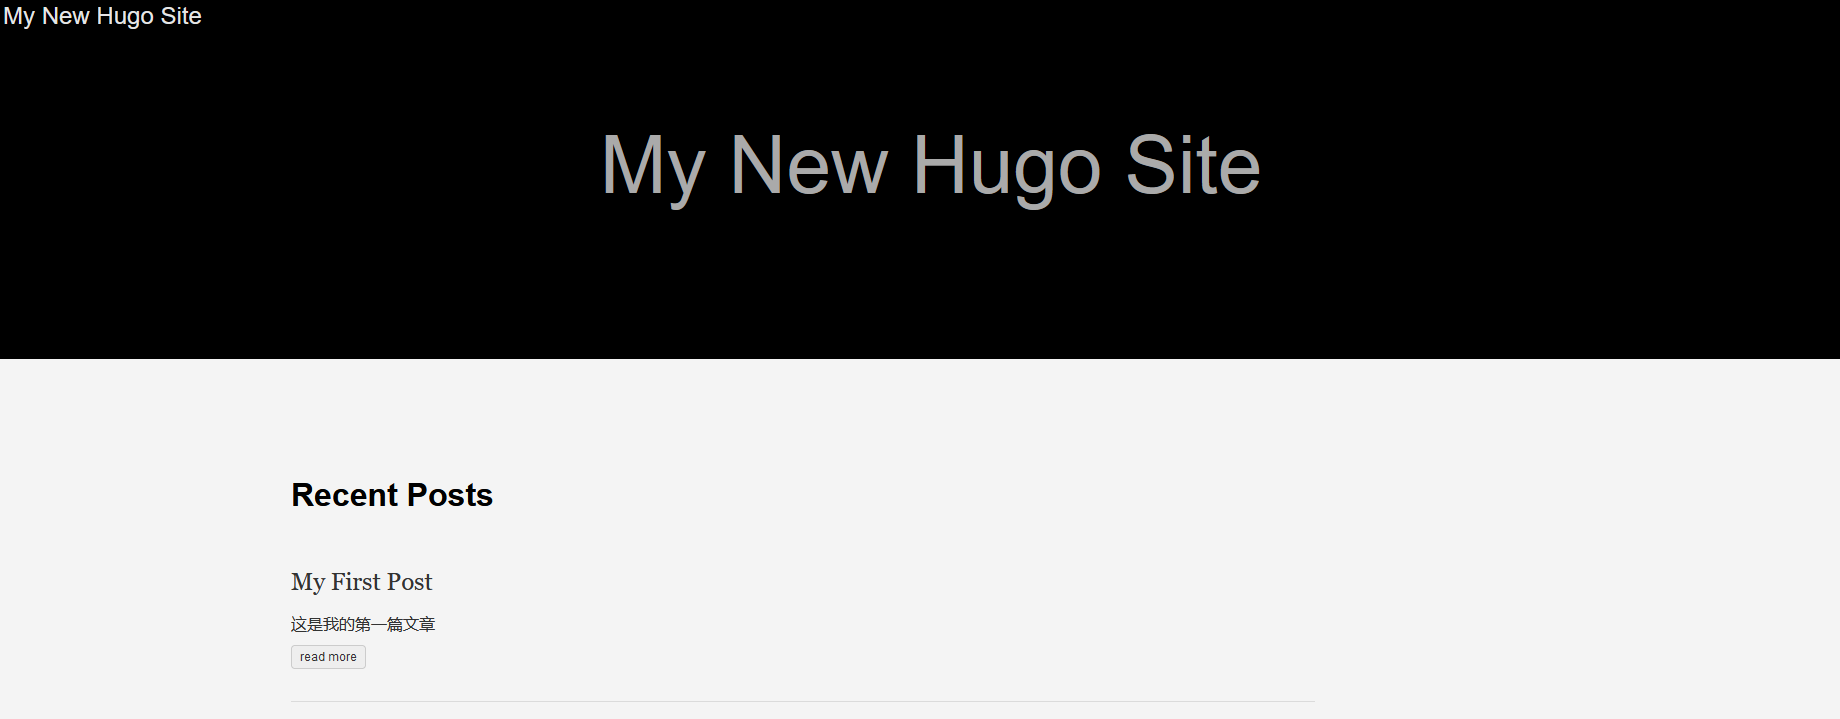 My New Hugo Site
My New Hugo Site
Recent Posts
My First Post
这是我的第一篇文章
read more